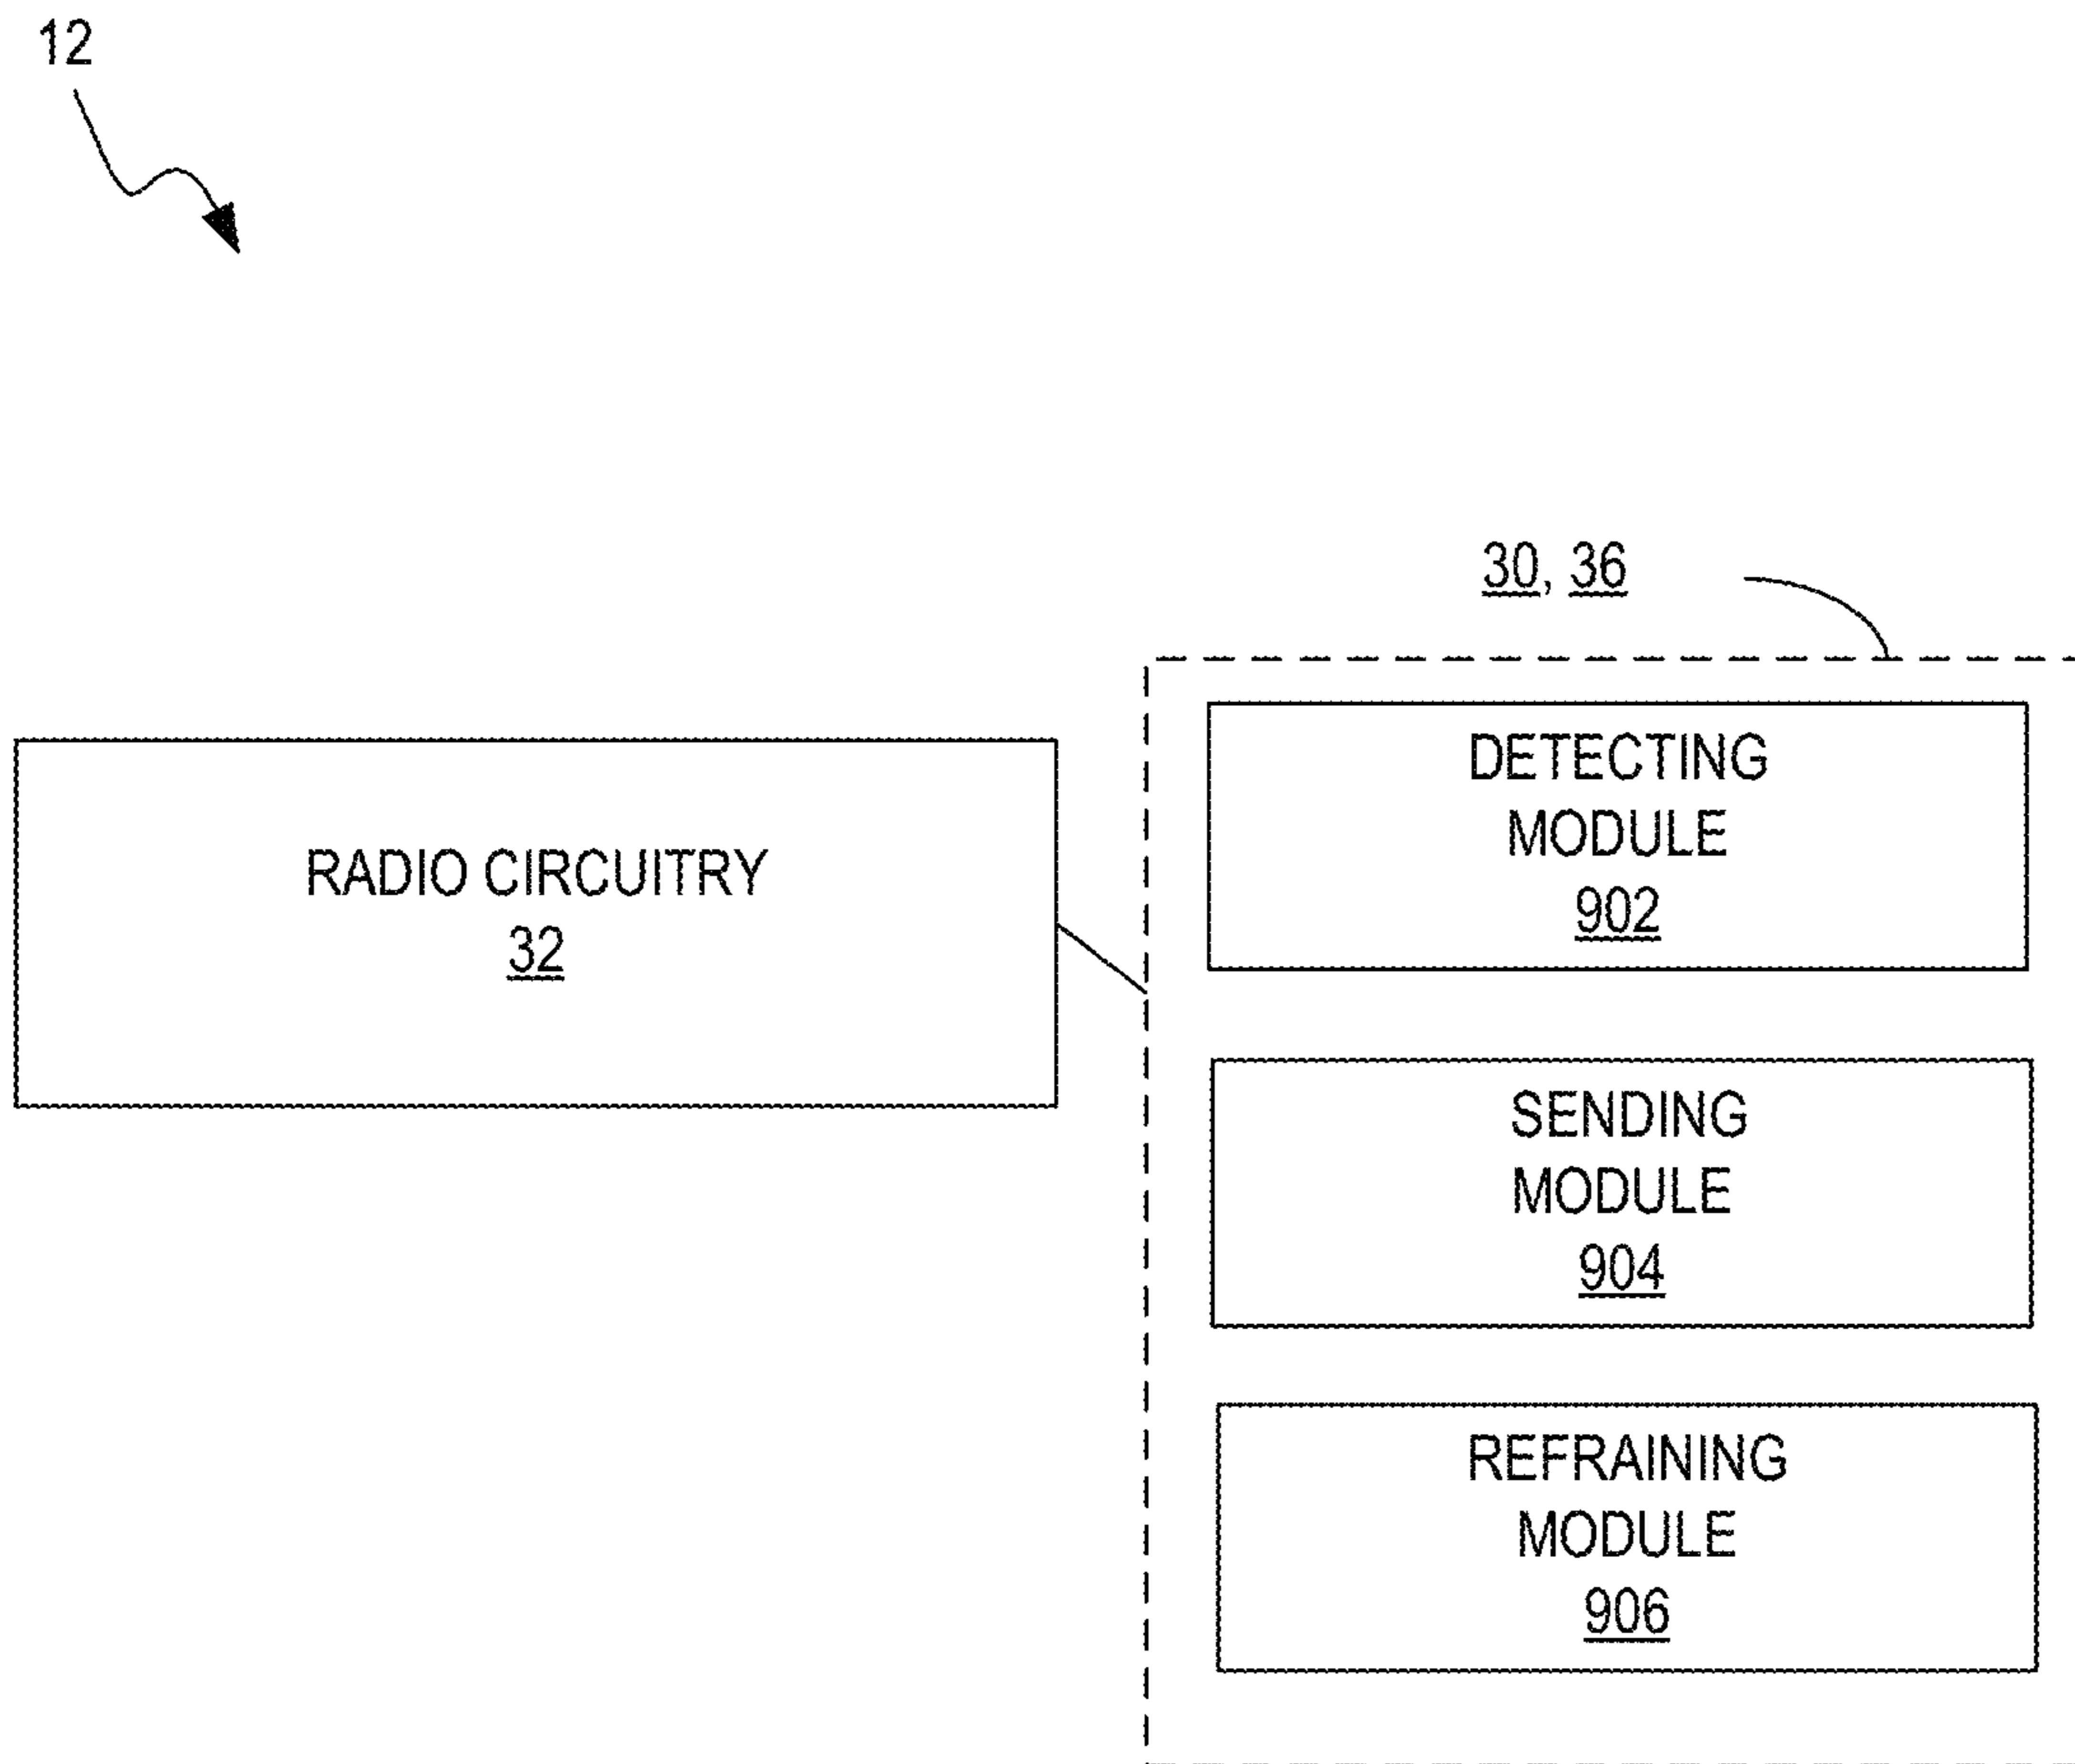 12
30, 36
RADIO CIRCUITRY
32
DETECTING
MODULE
902
SENDING
MODULE
904
REFRAINING
MODULE
906